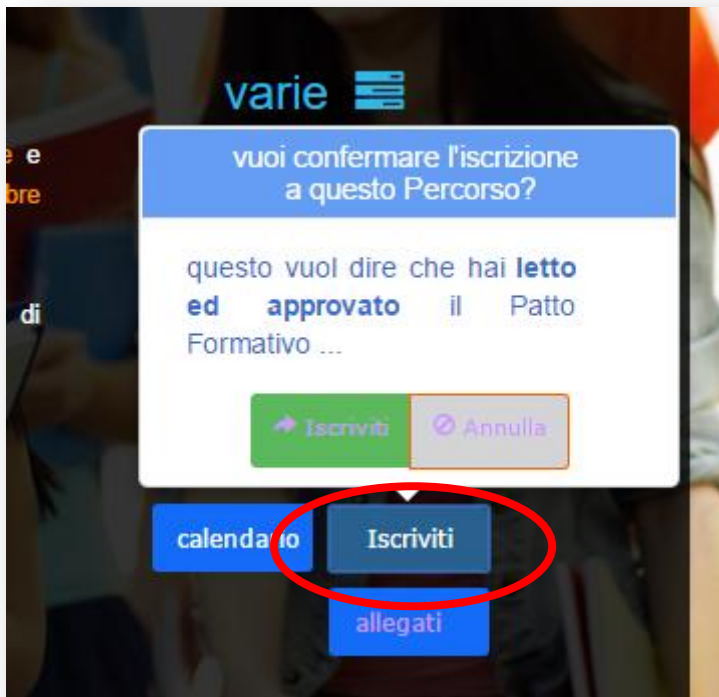 varie
e e
bre
di
vuoi confermare l'iscrizione
a questo Percorso?
questo vuol dire che hai letto
ed approvato il Patto
Formativo ...
Iscriviti Annulla
calendario Iscriviti
allegati